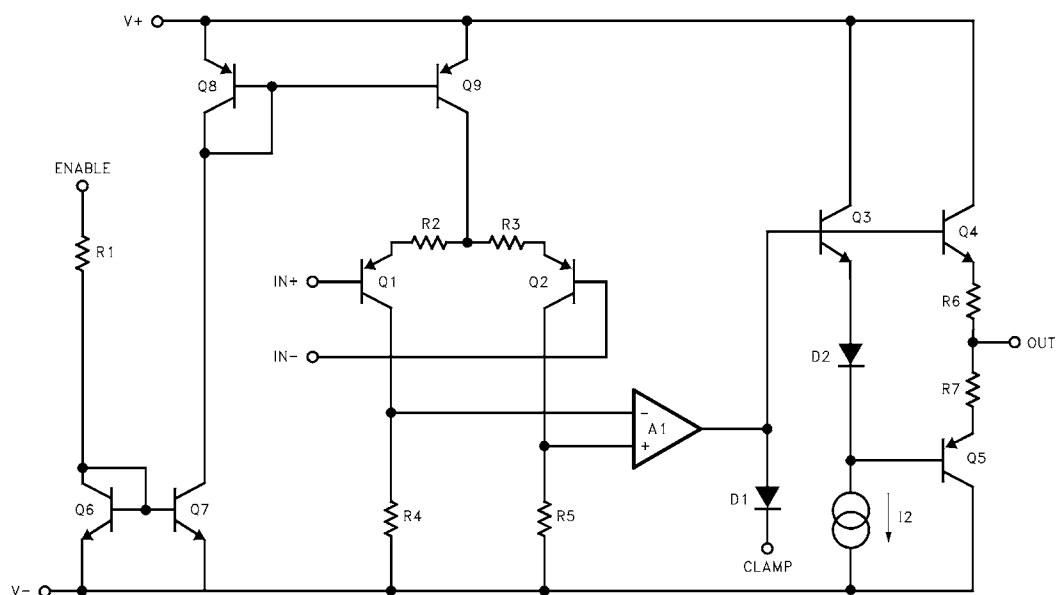 V+
Q8
Q9
ENABLE
R1
R2
R3
Q3
Q4
IN+
Q1
Q2
R6
IN-
D2
OUT
R7
-
A1
+
Q5
Q6
Q7
R4
R5
D1
I2
CLAMP
V-